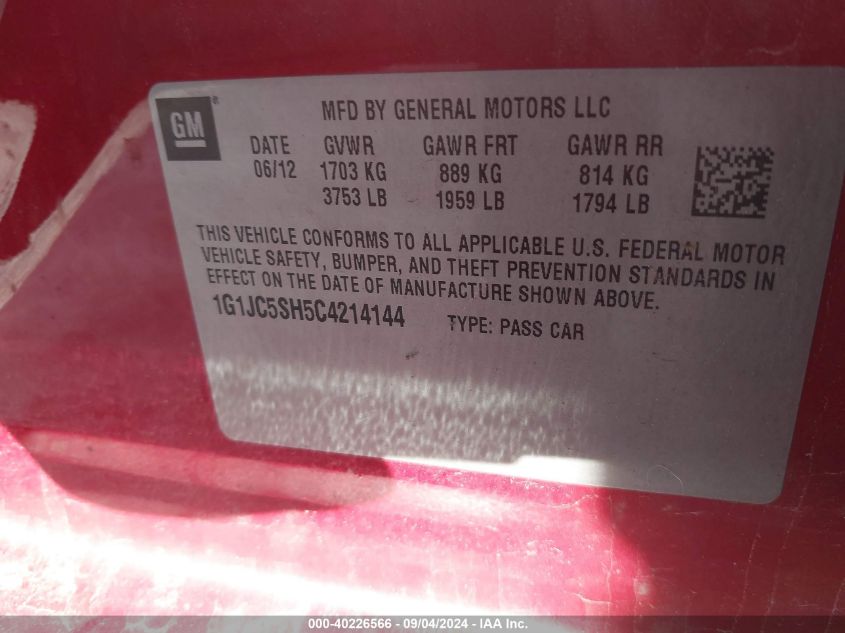 GM®
MFD BY GENERAL MOTORS LLC
DATE GVWR GAWR FRT GAWR RR
06/12 1703 KG 889 KG 814 KG
3753 LB 1959 LB 1794 LB
THIS VEHICLE CONFORMS TO ALL APPLICABLE U.S. FEDERAL MOTOR
VEHICLE SAFETY, BUMPER, AND THEFT PREVENTION STANDARDS IN
EFFECT ON THE DATE OF MANUFACTURE SHOWN ABOVE.
1G1JC5SH5C4214144 TYPE: PASS CAR
000-40226566 - 09/04/2024 - IAA Inc.